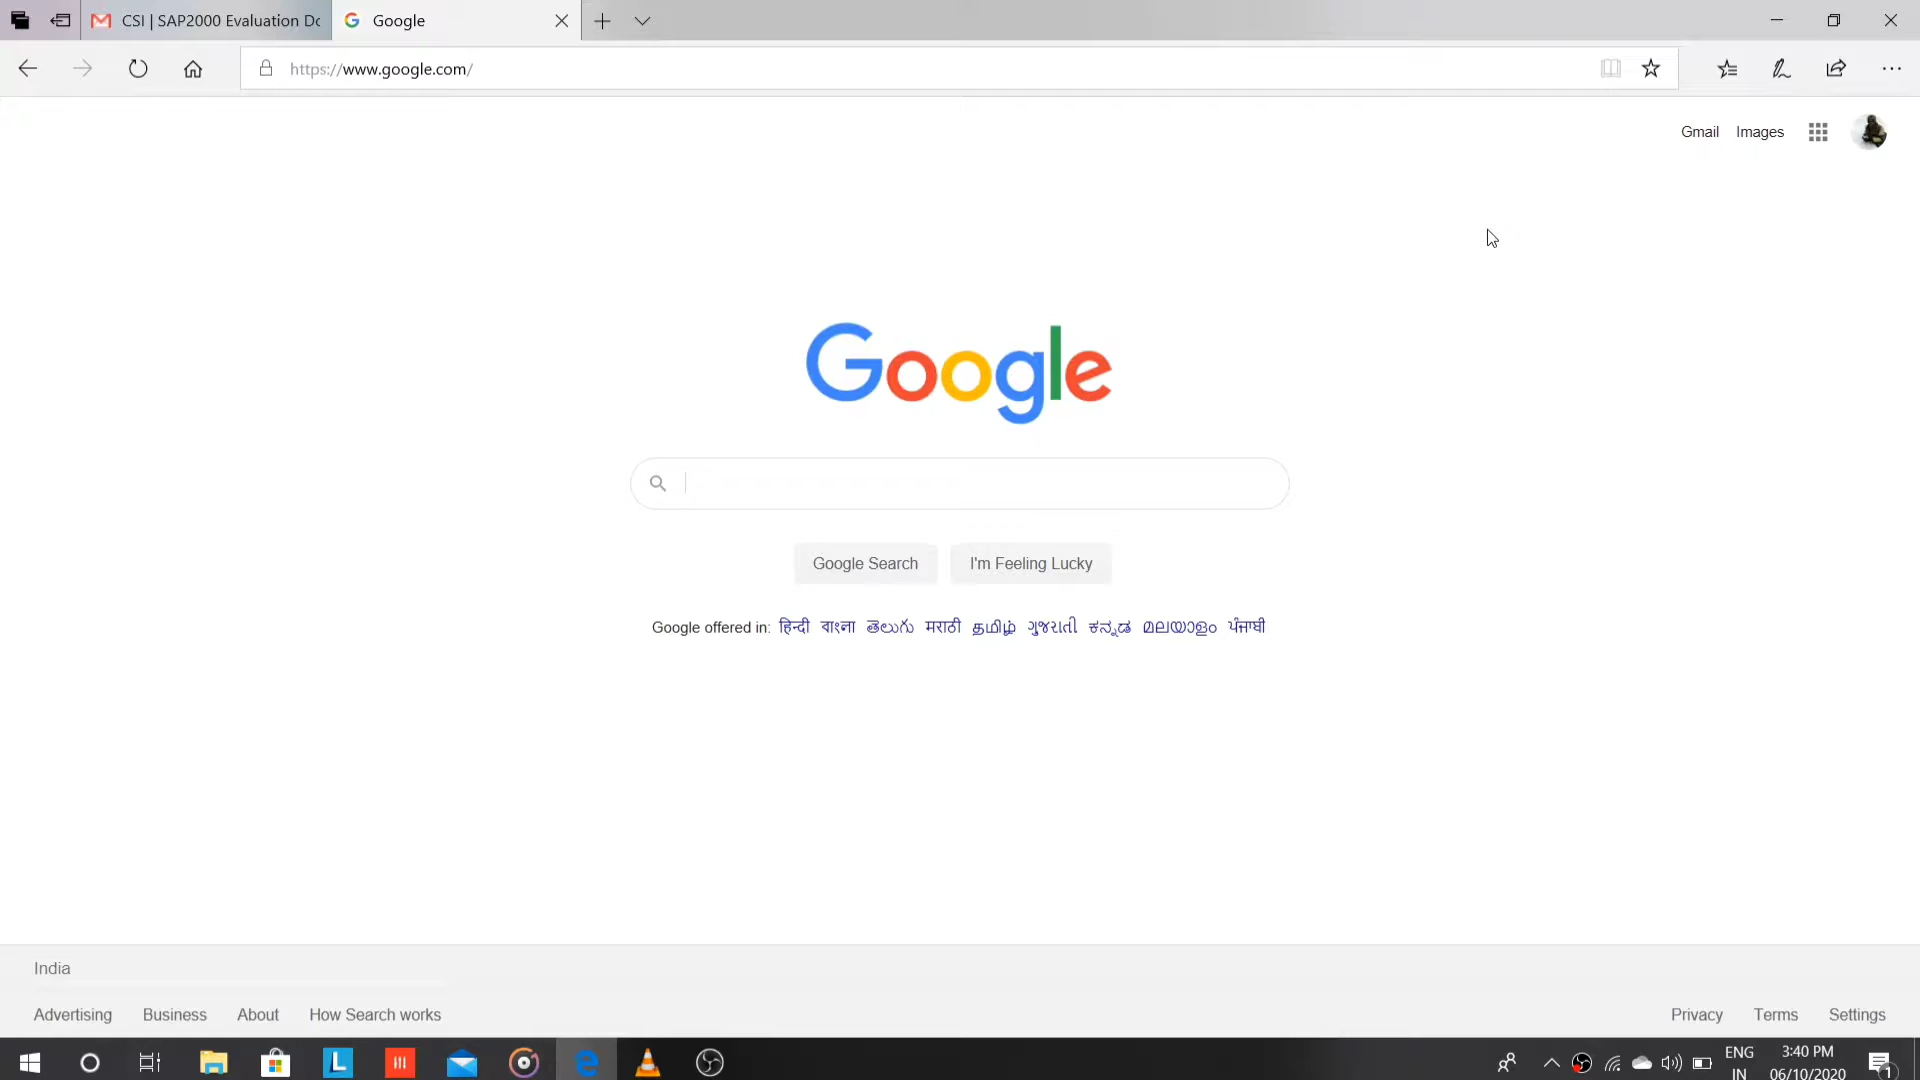 CSI | SAP2000 Evaluation Dc
Google
https://www.google.com/
Gmail Images
Google
Google Search I'm Feeling Lucky
Google offered in: हिन्दी বাংলা తెలుగు मराठी தமிழ் ગુજરાતી ಕನ್ನಡ മലയാളം ਪੰਜਾਬੀ
India
Advertising Business About How Search works
Privacy Terms Settings
ENG
IN
3:40 PM
06/10/2020
1